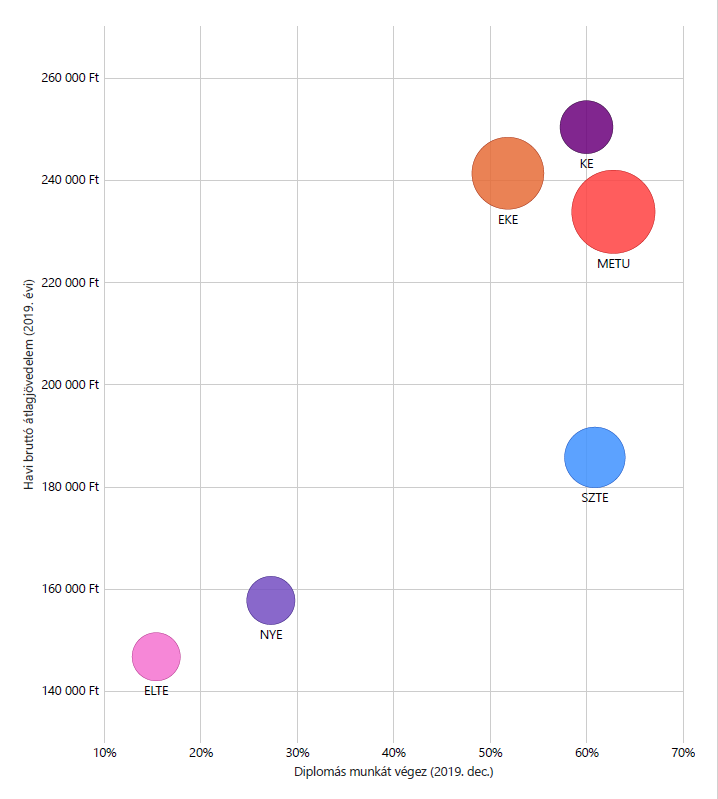 260 000 Ft
KE
240 000 Ft
EKE
METU
220 000 Ft
Havi bruttó átlagjövedelem (2019. évi)
200 000 Ft
180 000 Ft
SZTE
160 000 Ft
NYE
140 000 Ft
ELTE
10% 20% 30% 40% 50% 60% 70%
Diplomás munkát végez (2019. dec.)